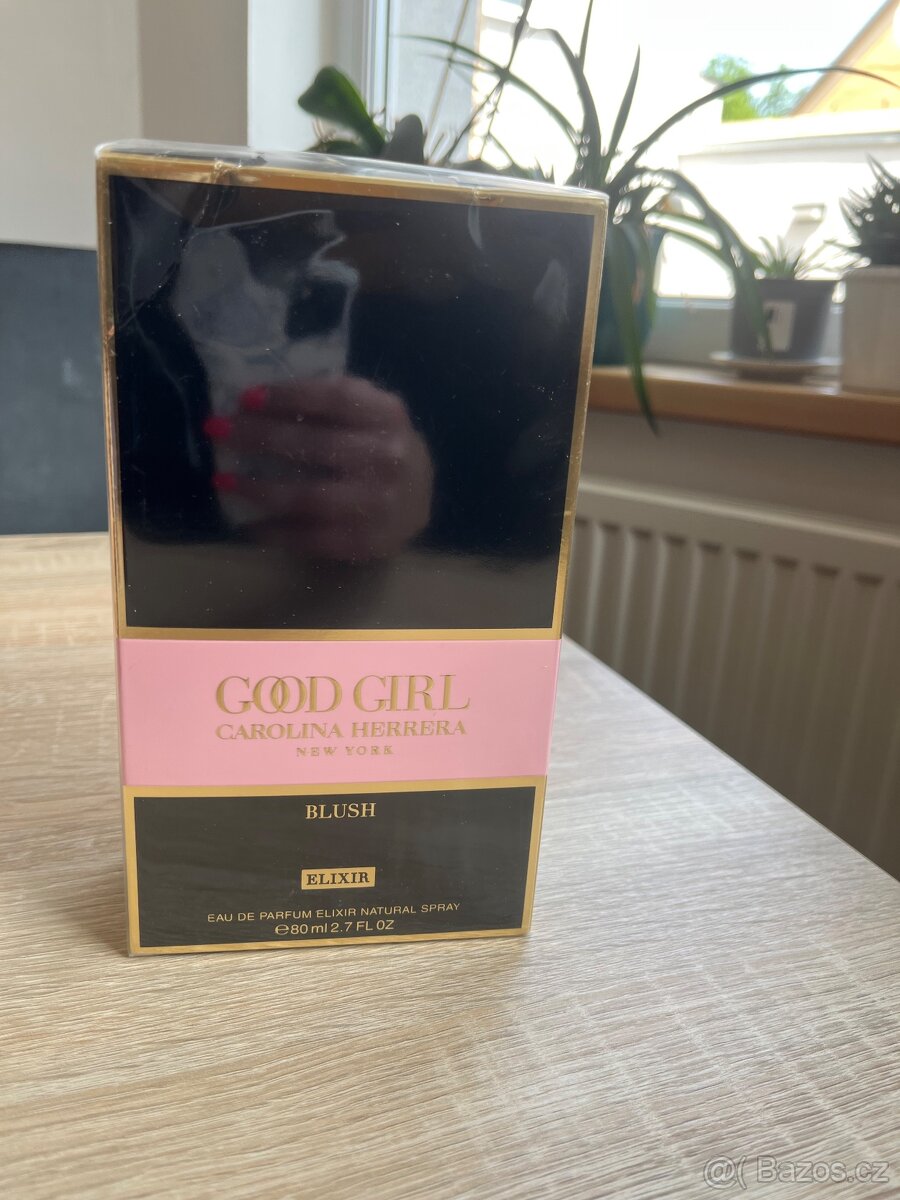 GOOD GIRL
CAROLINA HERRERA
NEW YORK
BLUSH
ELIXIR
EAU DE PARFUM ELIXIR NATURAL SPRAY
℮80 ml 2.7 FL OZ
@( Bazos.cz